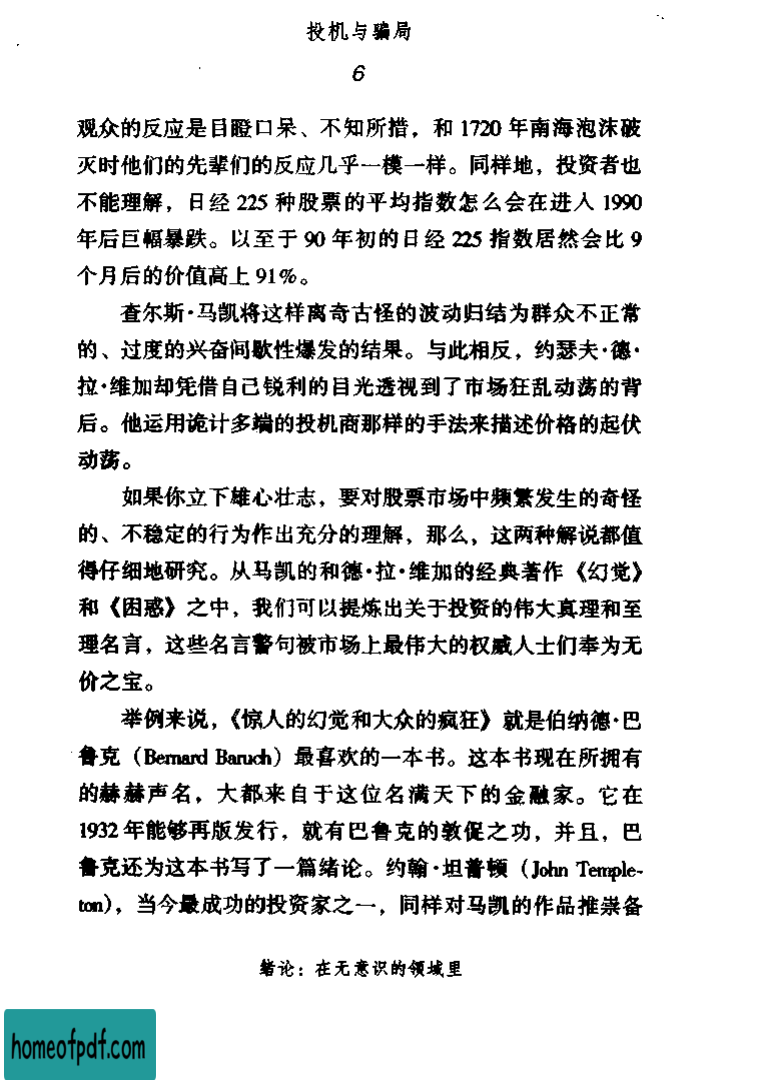 投机与骗局
6
观众的反应是目瞪口呆、不知所措，和 1720 年南海泡沫破
灭时他们的先辈们的反应几乎一模一样。同样地，投资者也
不能理解，日经 225 种股票的平均指数怎么会在进入 1990
年后巨幅暴跌。以至于 90 年初的日经 225 指数居然会比 9
个月后的价值高上 91%。
查尔斯·马凯将这样离奇古怪的波动归结为群众不正常
的、过度的兴奋间歇性爆发的结果。与此相反，约瑟夫·德·
拉·维加却凭借自己锐利的目光透视到了市场狂乱动荡的背
后。他运用诡计多端的投机商那样的手法来描述价格的起伏
动荡。
如果你立下雄心壮志，要对股票市场中频繁发生的奇怪
的、不稳定的行为作出充分的理解，那么，这两种解说都值
得仔细地研究。从马凯的和德·拉·维加的经典著作《幻觉》
和《困惑》之中，我们可以提炼出关于投资的伟大真理和至
理名言，这些名言警句被市场上最伟大的权威人士们奉为无
价之宝。
举例来说，《惊人的幻觉和大众的疯狂》就是伯纳德·巴
鲁克（Bernard Baruch）最喜欢的一本书。这本书现在所拥有
的赫赫声名，大都来自于这位名满天下的金融家。它在
1932 年能够再版发行，就有巴鲁克的敦促之功，并且，巴
鲁克还为这本书写了一篇绪论。约翰·坦普顿（John Temple-
ton），当今最成功的投资家之一，同样对马凯的作品推崇备
绪论：在无意识的领域里
homeofpdf.com